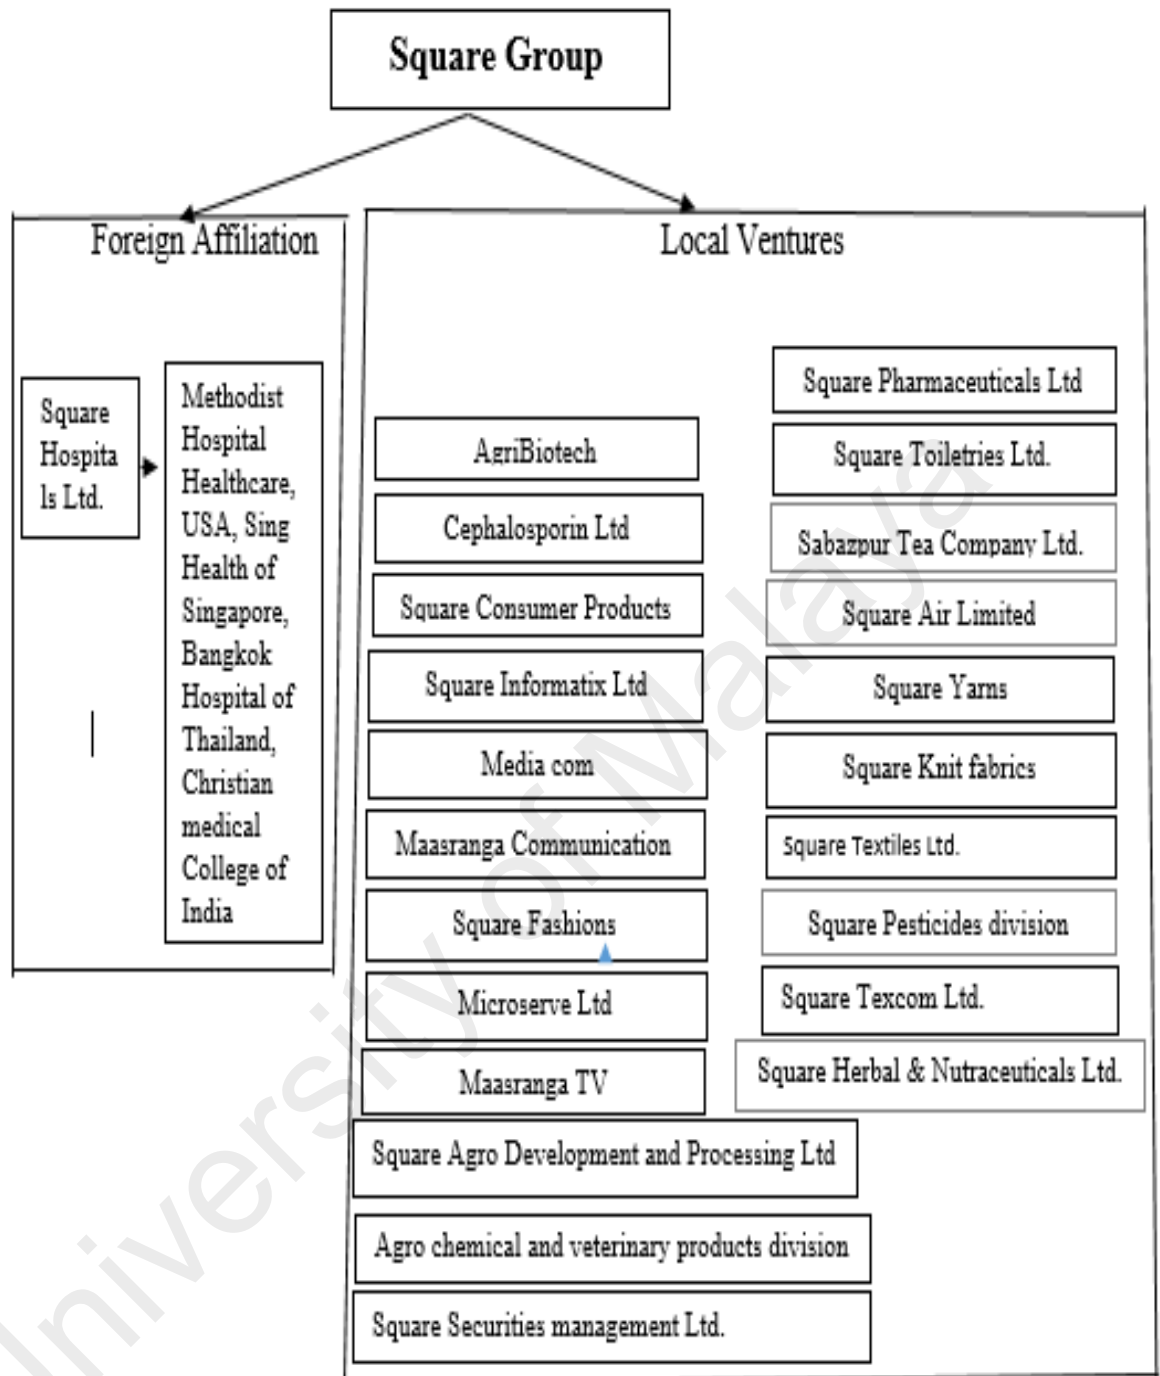 Square Group
Foreign Affiliation
Square
Hospita
ls Ltd.
Methodist
Hospital
Healthcare,
USA, Sing
Health of
Singapore,
Bangkok
Hospital of
Thailand,
Christian
medical
College of
India
Local Ventures
AgriBiotech
Cephalosporin Ltd
Square Consumer Products
Square Informatix Ltd
Media com
Maasranga Communication
Square Fashions
Microserve Ltd
Maasranga TV
Square Agro Development and Processing Ltd
Agro chemical and veterinary products division
Square Securities management Ltd.
Square Pharmaceuticals Ltd
Square Toiletries Ltd.
Sabazpur Tea Company Ltd.
Square Air Limited
Square Yarns
Square Knit fabrics
Square Textiles Ltd.
Square Pesticides division
Square Texcom Ltd.
Square Herbal & Nutraceuticals Ltd.
University of Malaya